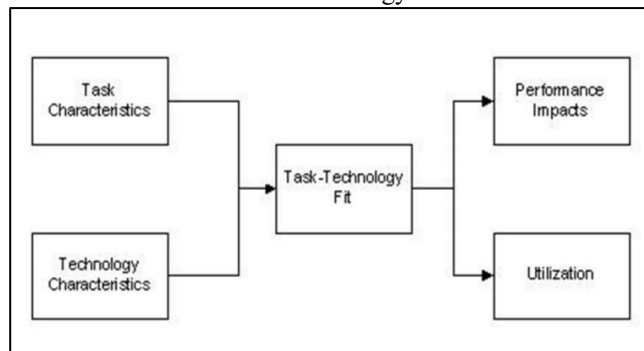 Task
Characteristics
Performance
Impacts
Task-Technology
Fit
Technology
Characteristics
Utilization